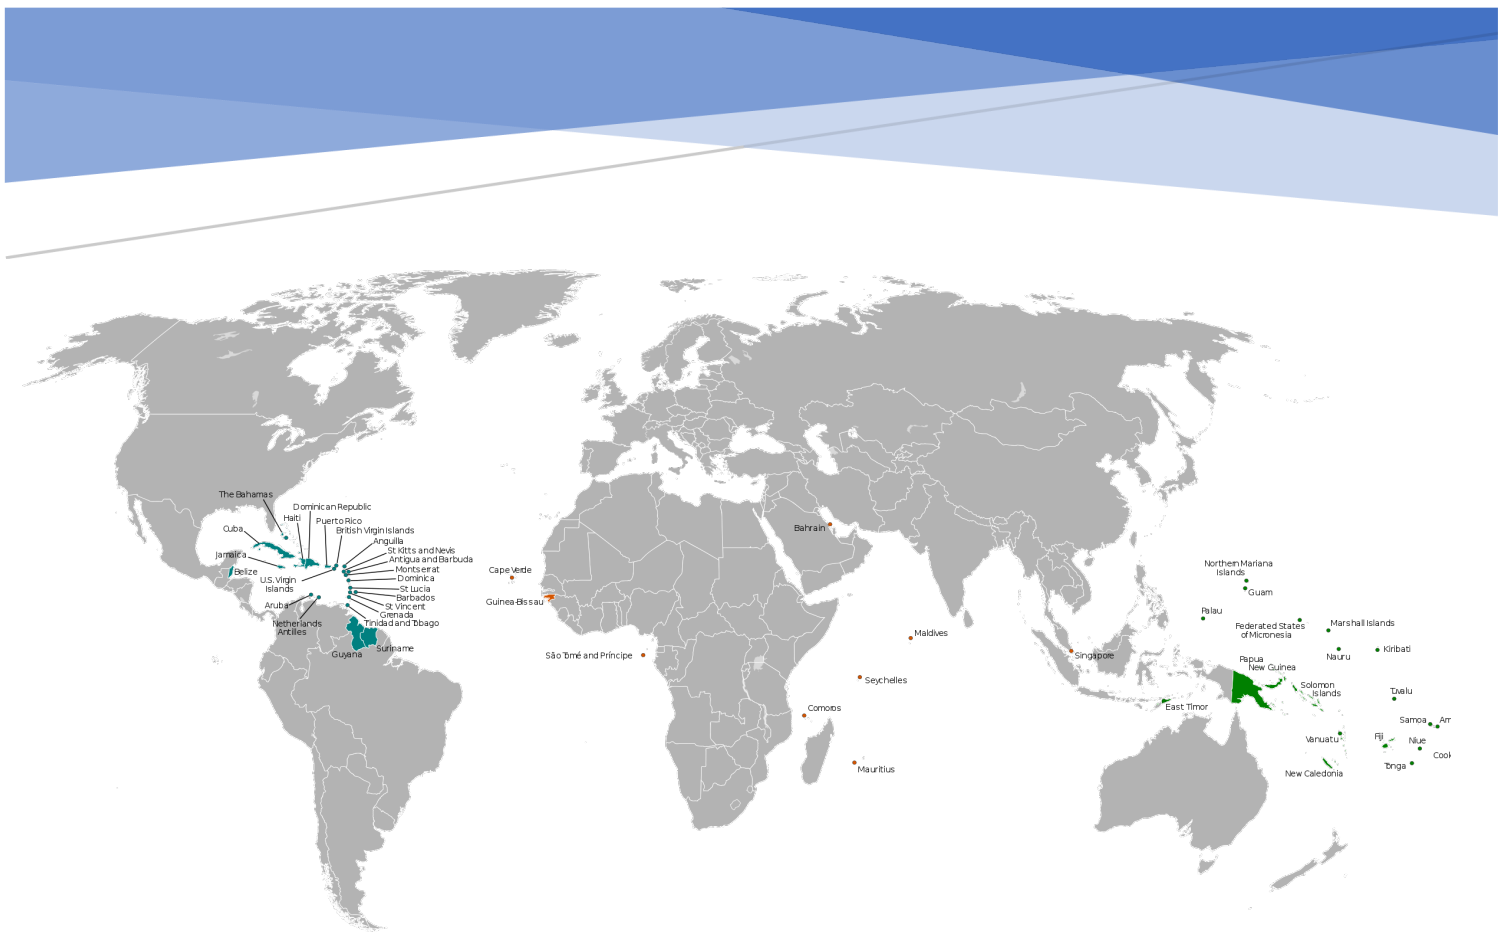 The Bahamas
Dominican Republic
Haiti
Puerto Rico
British Virgin Islands
Cuba
Anguilla
St Kitts and Nevis
Jamaica
Antigua and Barbuda
Montserrat
Belize
Dominica
U.S. Virgin
Islands
St Lucia
Barbados
Aruba
St Vincent
Grenada
Netherlands
Antilles
Trinidad and Tobago
Suriname
Guyana
Cape Verde
Guinea-Bissau
São Tomé and Príncipe
Bahrain
Maldives
Seychelles
Comoros
Mauritius
Singapore
Northern Mariana
Islands
Guam
Palau
Federated States
of Micronesia
Marshall Islands
Nauru
Kiribati
Papua
New Guinea
Solomon
Islands
East Timor
Tuvalu
Samoa
Am
Vanuatu
Fiji
Niue
Cook
Tonga
New Caledonia